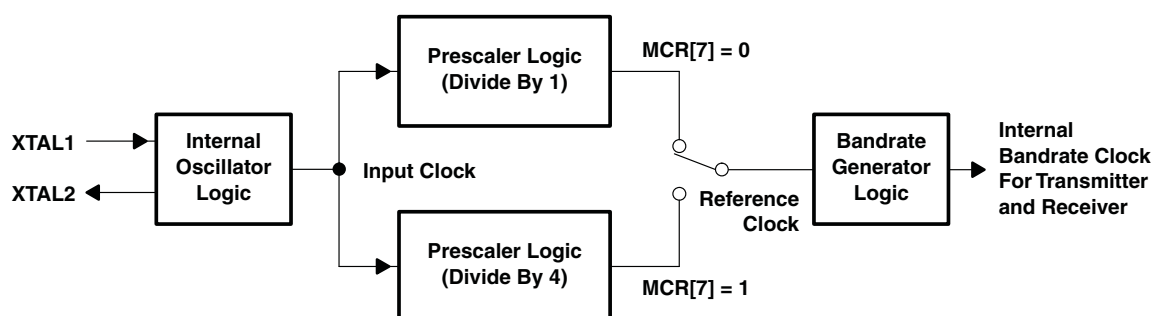 XTAL1
XTAL2
Internal
Oscillator
Logic
Input Clock
Prescaler Logic
(Divide By 1)
MCR[7] = 0
Prescaler Logic
(Divide By 4)
MCR[7] = 1
Reference
Clock
Bandrate
Generator
Logic
Internal
Bandrate Clock
For Transmitter
and Receiver